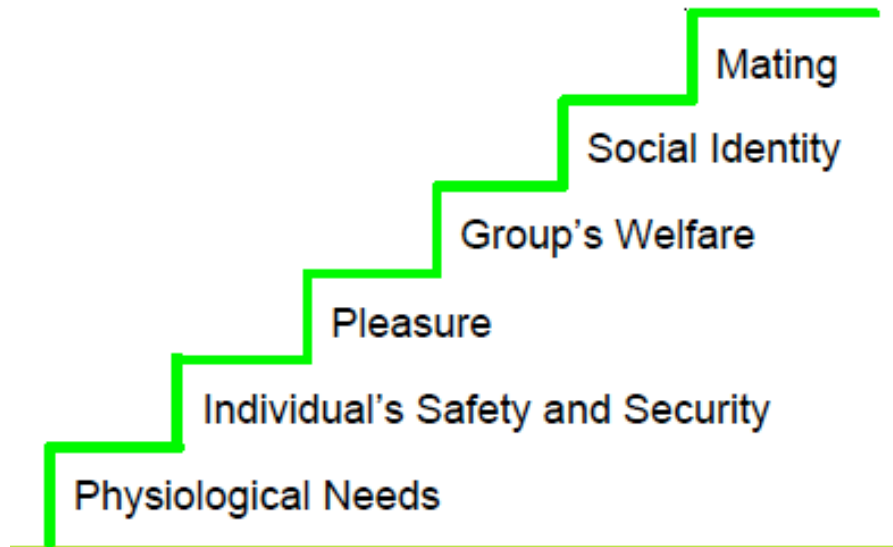 Mating
Social Identity
Group’s Welfare
Pleasure
Individual’s Safety and Security
Physiological Needs